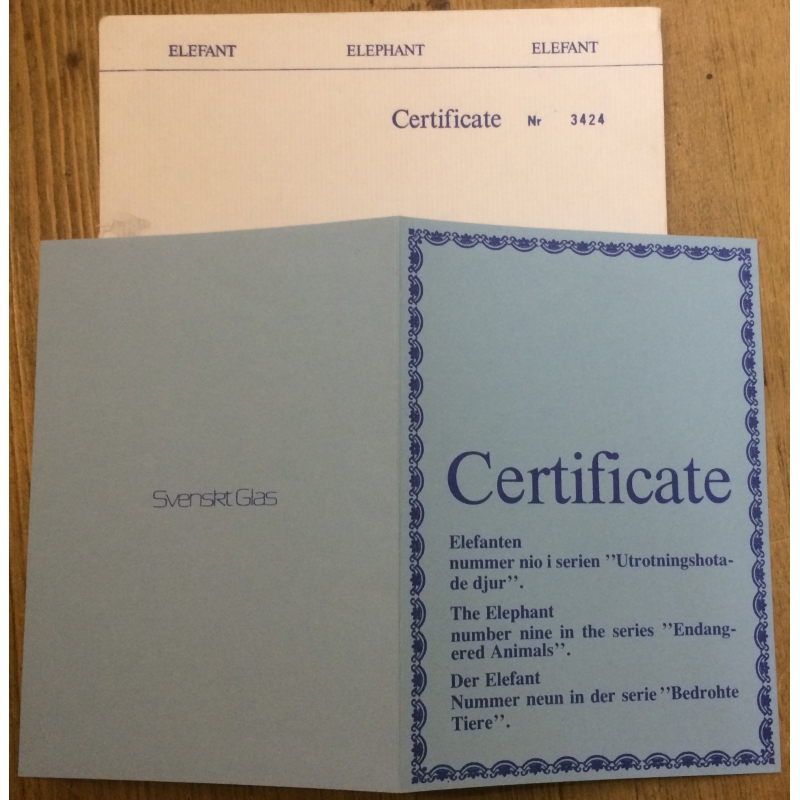 ELEFANT ELEPHANT ELEFANT
Certificate Nr 3424
Svenskt Glas
Certificate
Elefanten
nummer nio i serien ’’Utrotningshota-
de djur’’.
The Elephant
number nine in the series ’’Endang-
ered Animals’’.
Der Elefant
Nummer neun in der serie ’’Bedrohte
Tiere’’.